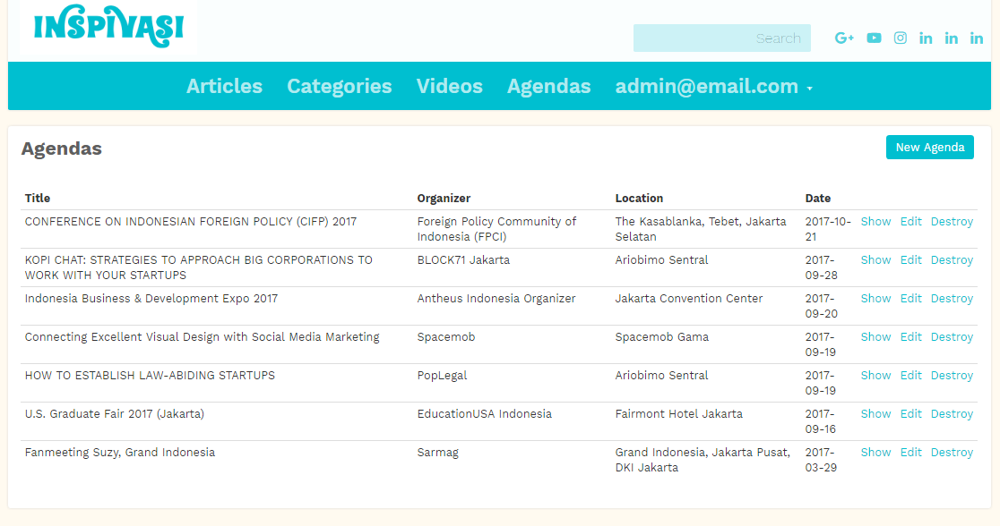 INSPIVASI
Search
G+ in in in
Articles Categories Videos Agendas admin@email.com
Agendas
New Agenda
Title Organizer Location Date
CONFERENCE ON INDONESIAN FOREIGN POLICY (CIFP) 2017 Foreign Policy Community of The Kasablanka, Tebet, Jakarta 2017-10- Show Edit Destroy
Indonesia (FPCI) Selatan 21
KOPI CHAT: STRATEGIES TO APPROACH BIG CORPORATIONS TO BLOCK71 Jakarta Ariobimo Sentral 2017- Show Edit Destroy
WORK WITH YOUR STARTUPS 09-28
Indonesia Business & Development Expo 2017 Antheus Indonesia Organizer Jakarta Convention Center 2017- Show Edit Destroy
09-20
Connecting Excellent Visual Design with Social Media Marketing Spacemob Spacemob Gama 2017- Show Edit Destroy
09-19
HOW TO ESTABLISH LAW-ABIDING STARTUPS PopLegal Ariobimo Sentral 2017- Show Edit Destroy
09-19
U.S. Graduate Fair 2017 (Jakarta) EducationUSA Indonesia Fairmont Hotel Jakarta 2017- Show Edit Destroy
09-16
Fanmeeting Suzy, Grand Indonesia Sarmag Grand Indonesia, Jakarta Pusat, 2017- Show Edit Destroy
DKI Jakarta 03-29